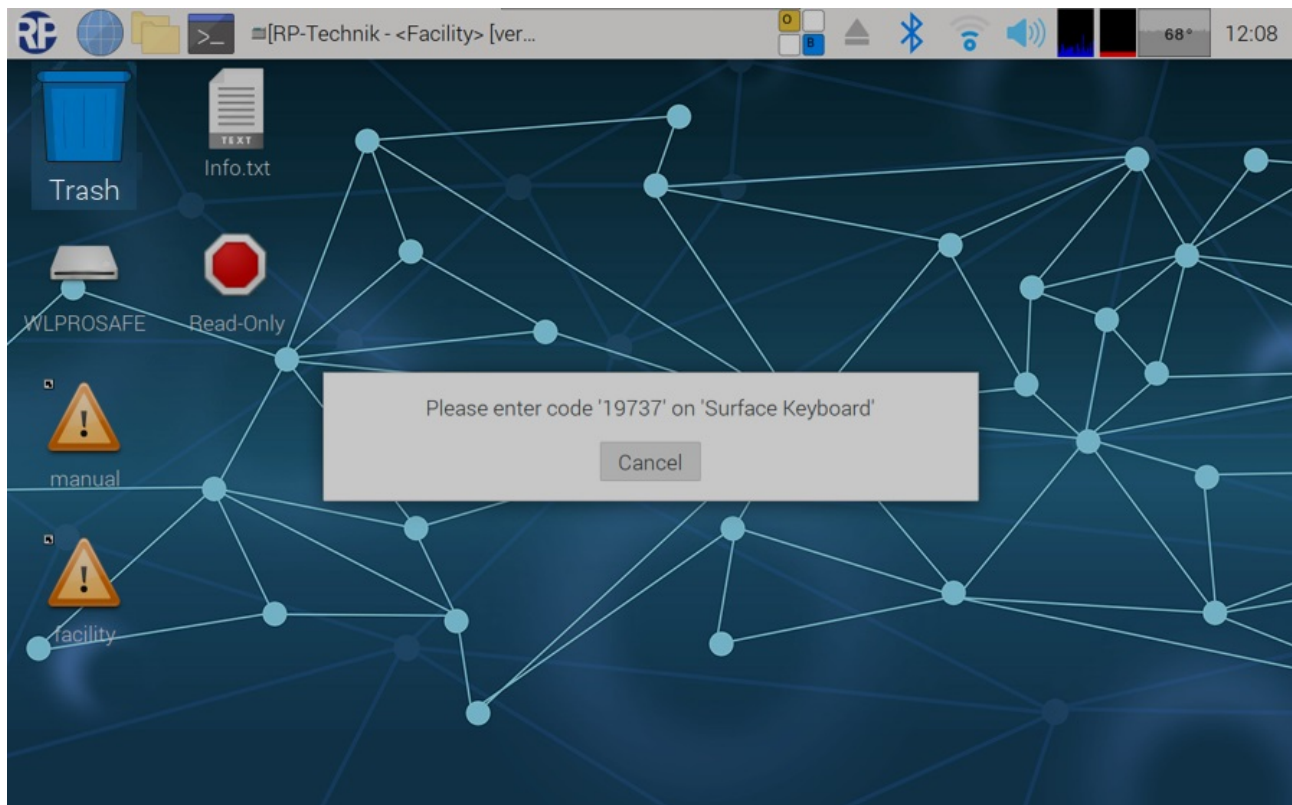 RP
>_
[RP-Technik - <Facility> [ver...
O
B
68°
12:08
Trash
TEXT
Info.txt
WLPROSAFE
Read-Only
Please enter code '19737' on 'Surface Keyboard'
Cancel
manual
facility